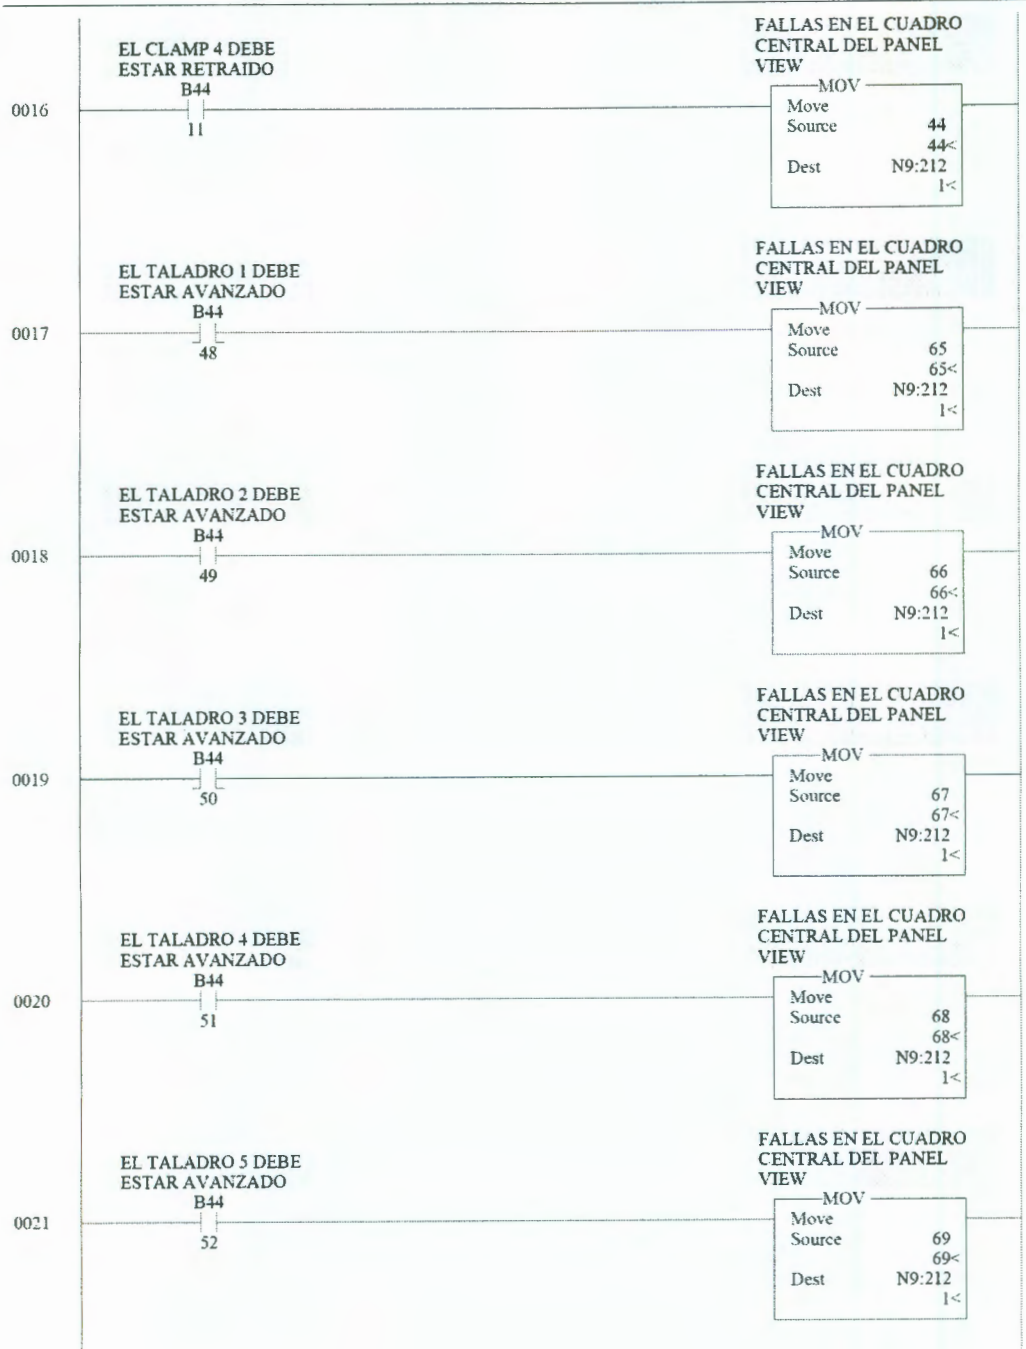 EL CLAMP 4 DEBE
ESTAR RETRAIDO
B44
11
0016
FALLAS EN EL CUADRO
CENTRAL DEL PANEL
VIEW
MOV
Move
Source 44
44<
Dest N9:212
1<
EL TALADRO 1 DEBE
ESTAR AVANZADO
B44
48
0017
FALLAS EN EL CUADRO
CENTRAL DEL PANEL
VIEW
MOV
Move
Source 65
65<
Dest N9:212
1<
EL TALADRO 2 DEBE
ESTAR AVANZADO
B44
49
0018
FALLAS EN EL CUADRO
CENTRAL DEL PANEL
VIEW
MOV
Move
Source 66
66<
Dest N9:212
1<
EL TALADRO 3 DEBE
ESTAR AVANZADO
B44
50
0019
FALLAS EN EL CUADRO
CENTRAL DEL PANEL
VIEW
MOV
Move
Source 67
67<
Dest N9:212
1<
EL TALADRO 4 DEBE
ESTAR AVANZADO
B44
51
0020
FALLAS EN EL CUADRO
CENTRAL DEL PANEL
VIEW
MOV
Move
Source 68
68<
Dest N9:212
1<
EL TALADRO 5 DEBE
ESTAR AVANZADO
B44
52
0021
FALLAS EN EL CUADRO
CENTRAL DEL PANEL
VIEW
MOV
Move
Source 69
69<
Dest N9:212
1<